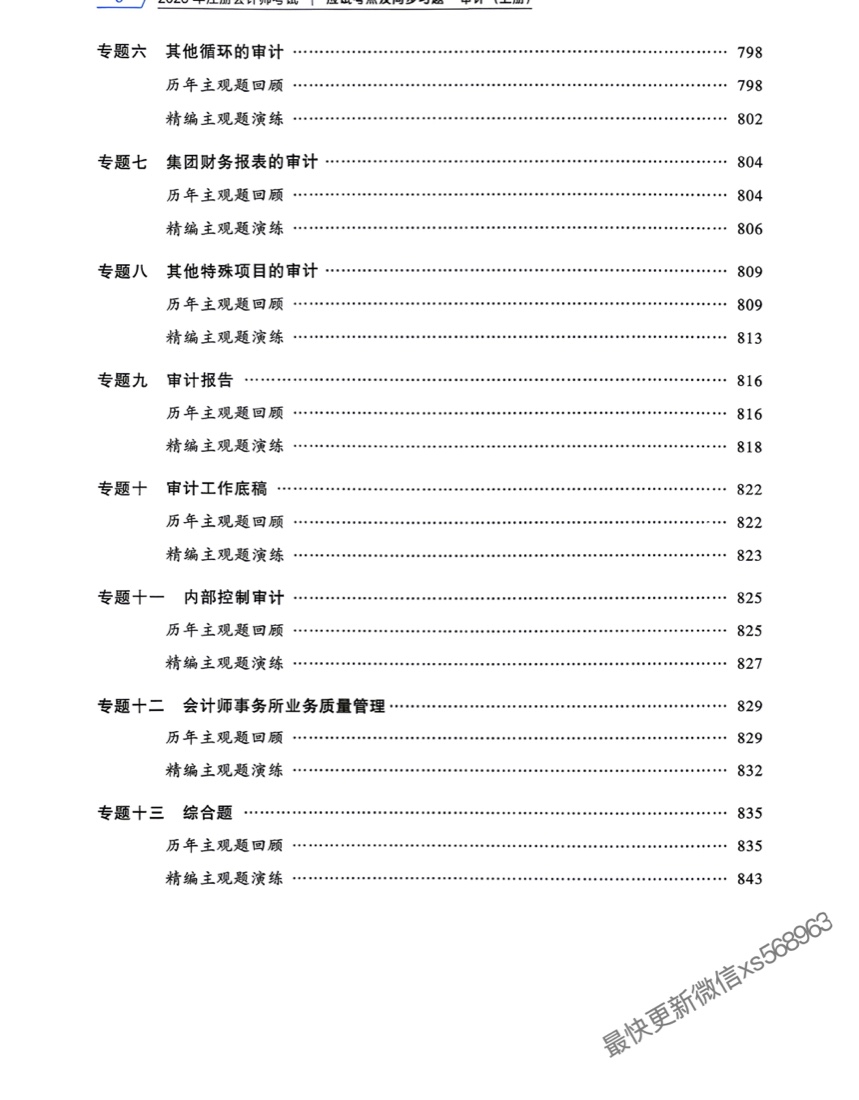 专题六 其他循环的审计 …… 798
历年主观题回顾 …… 798
精编主观题演练 …… 802
专题七 集团财务报表的审计 …… 804
历年主观题回顾 …… 804
精编主观题演练 …… 806
专题八 其他特殊项目的审计 …… 809
历年主观题回顾 …… 809
精编主观题演练 …… 813
专题九 审计报告 …… 816
历年主观题回顾 …… 816
精编主观题演练 …… 818
专题十 审计工作底稿 …… 822
历年主观题回顾 …… 822
精编主观题演练 …… 823
专题十一 内部控制审计 …… 825
历年主观题回顾 …… 825
精编主观题演练 …… 827
专题十二 会计师事务所业务质量管理 …… 829
历年主观题回顾 …… 829
精编主观题演练 …… 832
专题十三 综合题 …… 835
历年主观题回顾 …… 835
精编主观题演练 …… 843
最快更新微信xs568963